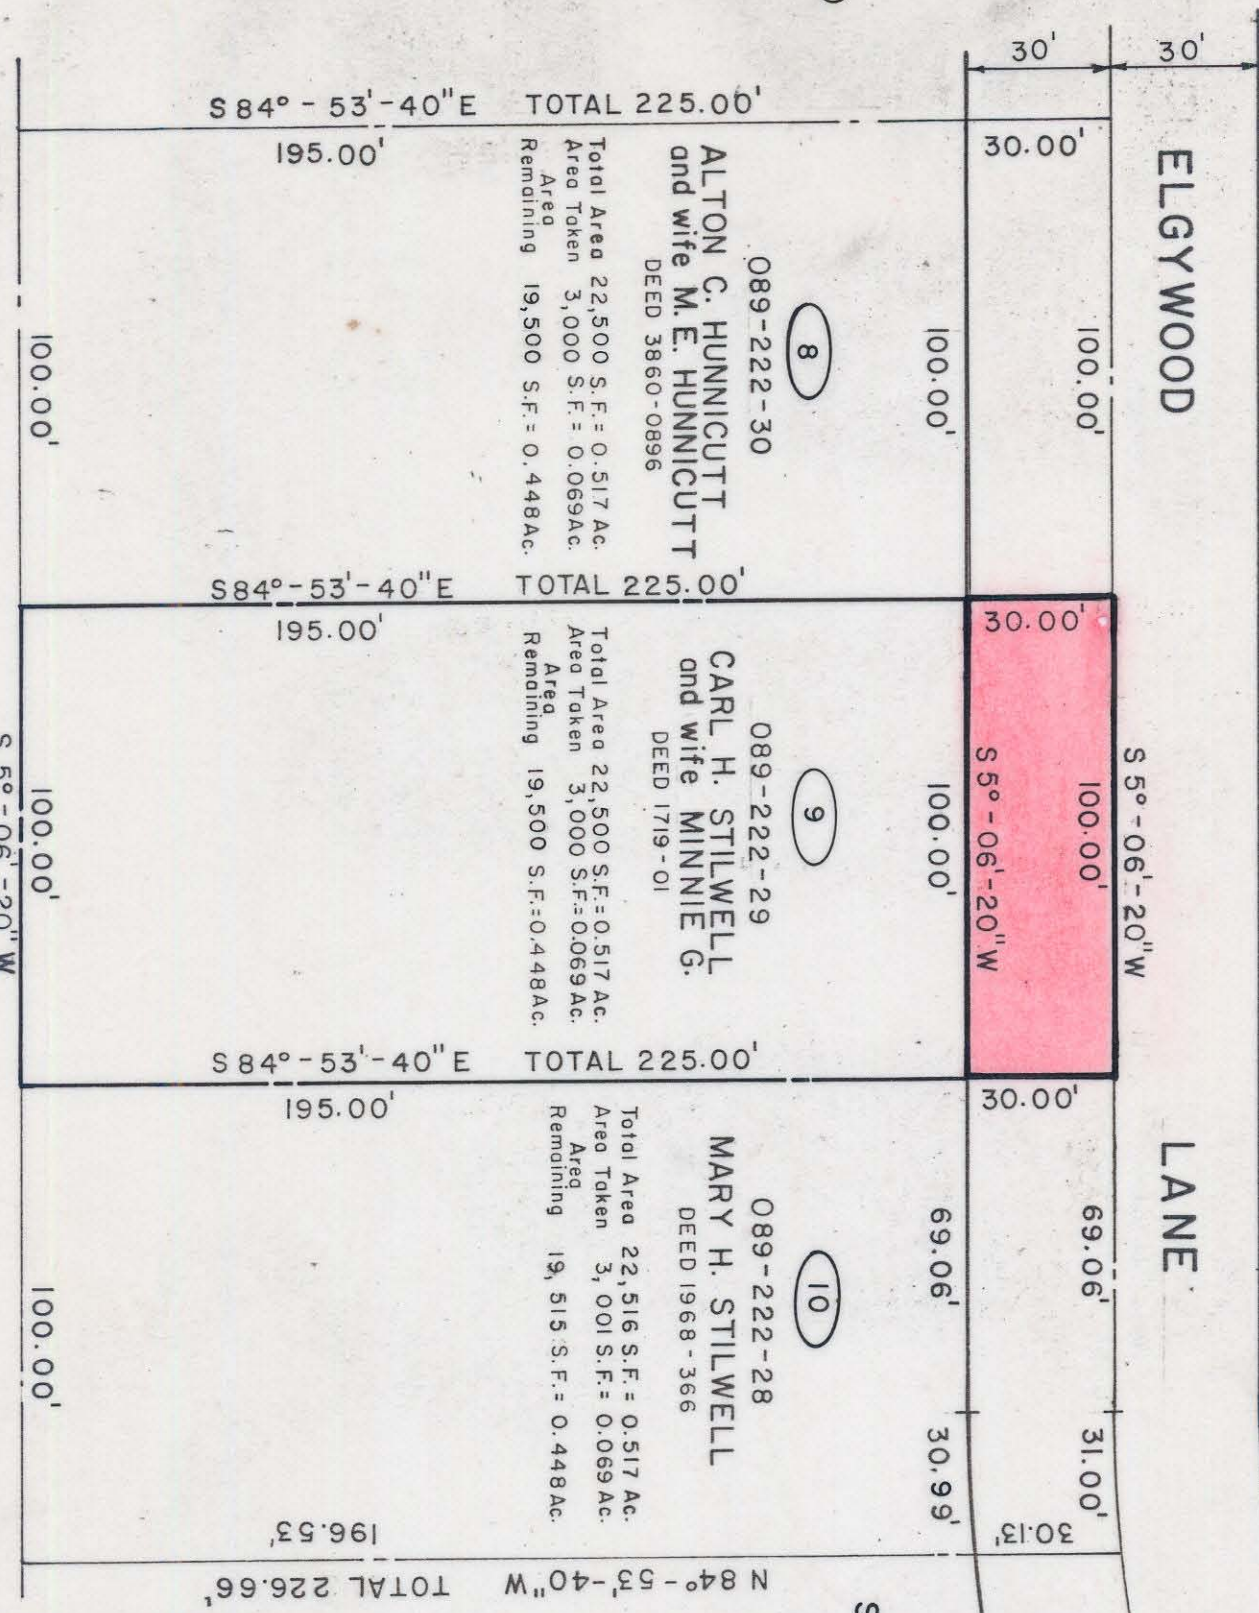 ELGYWOOD LANE
30'
30'
S 84° - 53' - 40" E TOTAL 225.00'
195.00'
30.00'
100.00'
100.00'
8
089-222-30
ALTON C. HUNNICUTT
and wife M. E. HUNNICUTT
DEED 3860-0896
Total Area 22,500 S.F. = 0.517 Ac.
Area Taken 3,000 S.F. = 0.069 Ac.
Area
Remaining 19,500 S.F. = 0.448 Ac.
100.00'
S 84° - 53' - 40" E TOTAL 225.00'
195.00'
30.00'
S 5° - 06' - 20" W
100.00'
S 5° - 06' - 20" W
100.00'
9
089-222-29
CARL H. STILWELL
and wife MINNIE G.
DEED 1719-01
Total Area 22,500 S.F. = 0.517 Ac.
Area Taken 3,000 S.F. = 0.069 Ac.
Area
Remaining 19,500 S.F. = 0.448 Ac.
100.00'
S 5° - 06' - 20" W
S 84° - 53' - 40" E TOTAL 225.00'
195.00'
30.00'
69.06'
31.00'
69.06'
30.99'
10
089-222-28
MARY H. STILWELL
DEED 1968-366
Total Area 22,516 S.F. = 0.517 Ac.
Area Taken 3,001 S.F. = 0.069 Ac.
Area
Remaining 19,515 S.F. = 0.448 Ac.
100.00'
30.13'
196.53'
N 84° - 53' - 40" W TOTAL 226.66'
S